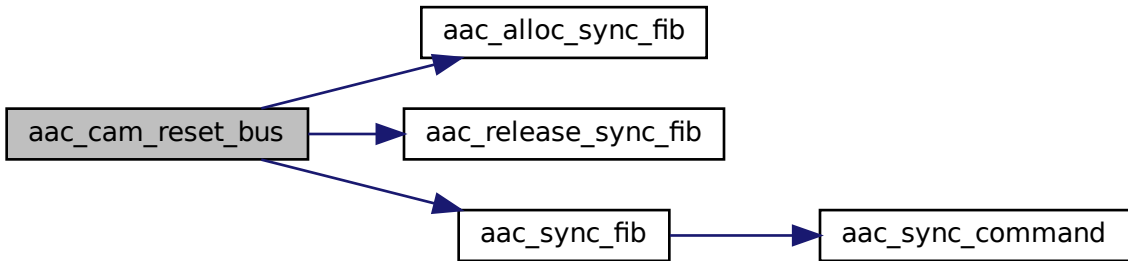 aac_alloc_sync_fib
aac_cam_reset_bus
aac_release_sync_fib
aac_sync_fib
aac_sync_command